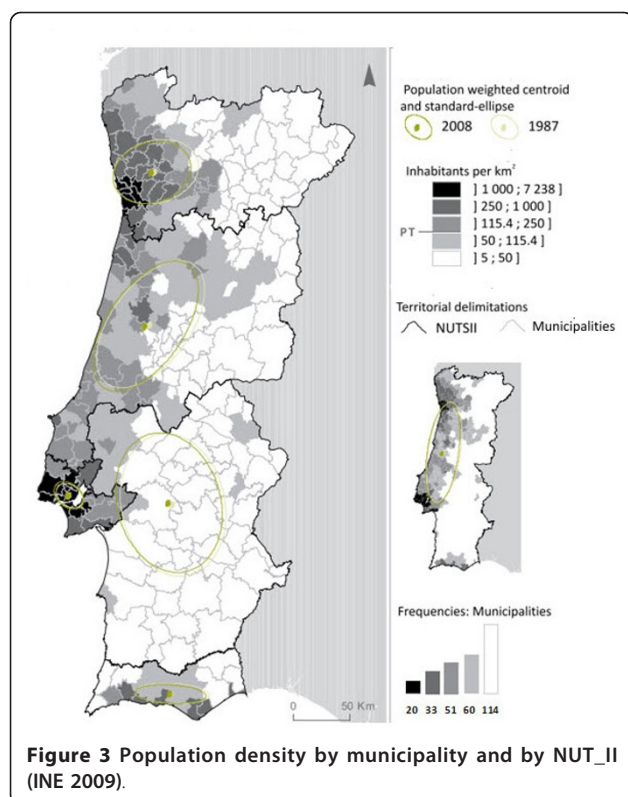 Population weighted centroid
and standard-ellipse
2008 1987
Inhabitants per km²
] 1 000 ; 7 238 ]
] 250 ; 1 000 ]
] 115.4 ; 250 ]
PT
] 50 ; 115.4 ]
] 5 ; 50 ]
Territorial delimitations
NUTSII Municipalities
Frequencies: Municipalities
20 33 51 60 114
0 50 Km
Figure 3 Population density by municipality and by NUT_II
(INE 2009).